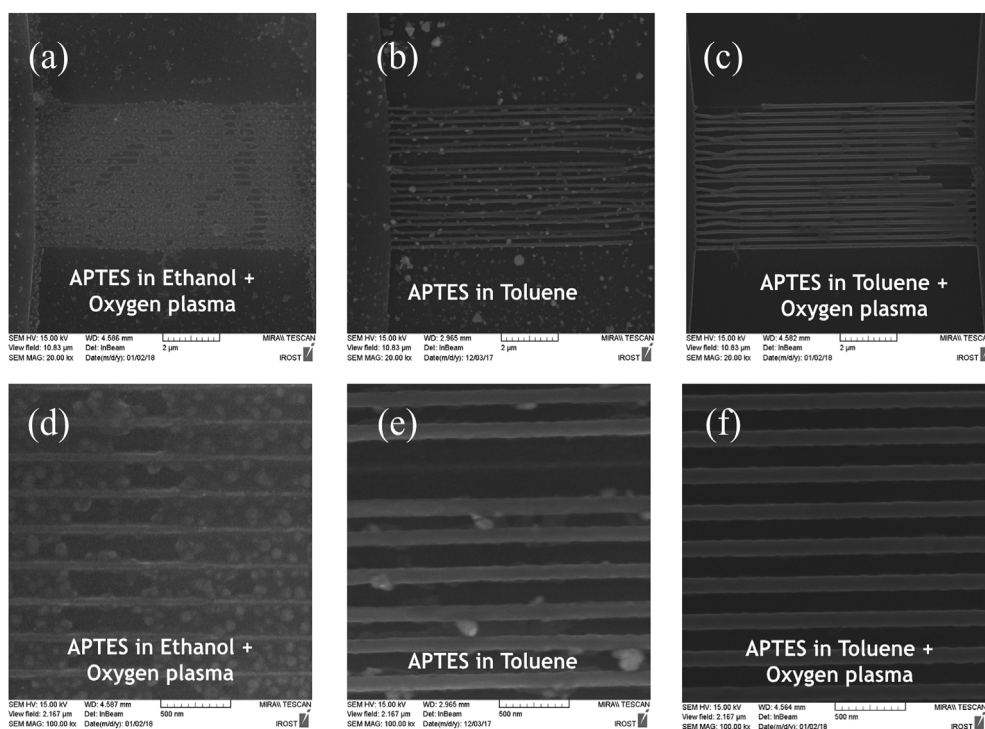 (a)
APTES in Ethanol +
Oxygen plasma
SEM HV: 15.00 kV WD: 4.586 mm MIRA\\ TESCAN
View field: 10.83 µm Det: InBeam 2 µm
SEM MAG: 20.00 kx Date(m/d/y): 01/02/18 IROST
(b)
APTES in Toluene
SEM HV: 15.00 kV WD: 2.965 mm MIRA\\ TESCAN
View field: 10.83 µm Det: InBeam 2 µm
SEM MAG: 20.00 kx Date(m/d/y): 12/03/17 IROST
(c)
APTES in Toluene +
Oxygen plasma
SEM HV: 15.00 kV WD: 4.582 mm MIRA\\ TESCAN
View field: 10.83 µm Det: InBeam 2 µm
SEM MAG: 20.00 kx Date(m/d/y): 01/02/18 IROST
(d)
APTES in Ethanol +
Oxygen plasma
SEM HV: 15.00 kV WD: 4.587 mm MIRA\\ TESCAN
View field: 2.167 µm Det: InBeam 500 nm
SEM MAG: 100.00 kx Date(m/d/y): 01/02/18 IROST
(e)
APTES in Toluene
SEM HV: 15.00 kV WD: 2.965 mm MIRA\\ TESCAN
View field: 2.167 µm Det: InBeam 500 nm
SEM MAG: 100.00 kx Date(m/d/y): 12/03/17 IROST
(f)
APTES in Toluene +
Oxygen plasma
SEM HV: 15.00 kV WD: 4.564 mm MIRA\\ TESCAN
View field: 2.167 µm Det: InBeam 500 nm
SEM MAG: 100.00 kx Date(m/d/y): 01/02/18 IROST